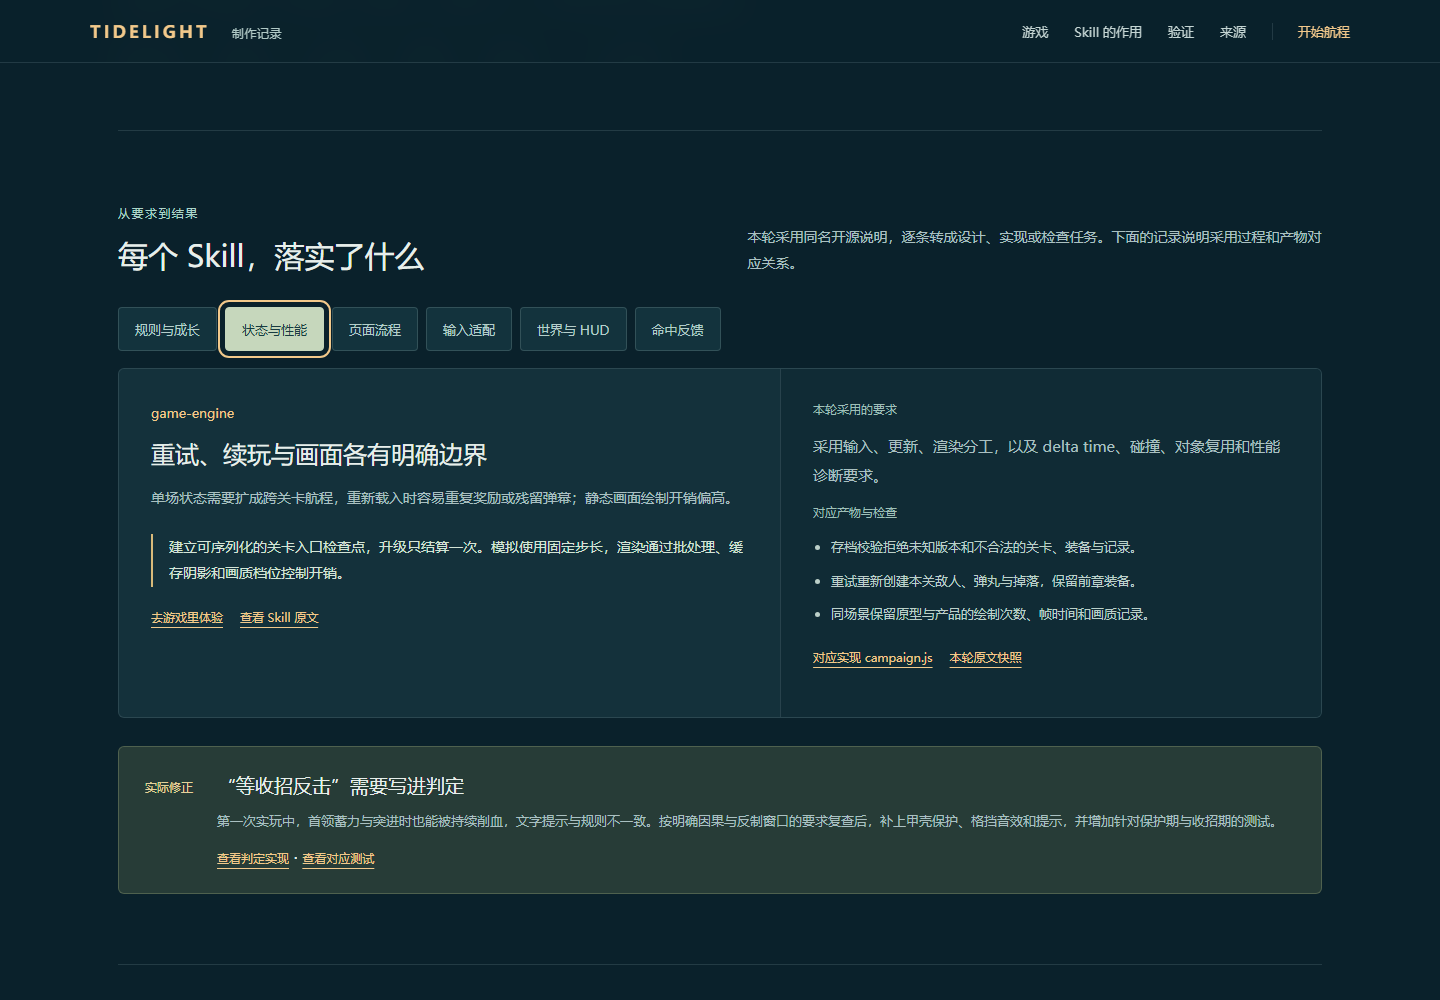 TIDELIGHT
制作记录
游戏
Skill 的作用
验证
来源
开始航程
从要求到结果
每个 Skill，落实了什么
本轮采用同名开源说明，逐条转成设计、实现或检查任务。下面的记录说明采用过程和产物对
应关系。
规则与成长
状态与性能
页面流程
输入适配
世界与 HUD
命中反馈
game-engine
重试、续玩与画面各有明确边界
单场状态需要扩成跨关卡航程，重新载入时容易重复奖励或残留弹幕；静态画面绘制开销偏高。
建立可序列化的关卡入口检查点，升级只结算一次。模拟使用固定步长，渲染通过批处理、缓
存阴影和画质档位控制开销。
去游戏里体验
查看 Skill 原文
本轮采用的要求
采用输入、更新、渲染分工，以及 delta time、碰撞、对象复用和性能
诊断要求。
对应产物与检查
存档校验拒绝未知版本和不合法的关卡、装备与记录。
重试重新创建本关敌人、弹丸与掉落，保留前章装备。
同场景保留原型与产品的绘制次数、帧时间和画质记录。
对应实现 campaign.js
本轮原文快照
实际修正
“等收招反击”需要写进判定
第一次实玩中，首领蓄力与突进时也能被持续削血，文字提示与规则不一致。按明确因果与反制窗口的要求复查后，补上甲壳保护、格挡音效和提示，并增加针对保护期与收招期的测试。
查看判定实现 · 查看对应测试